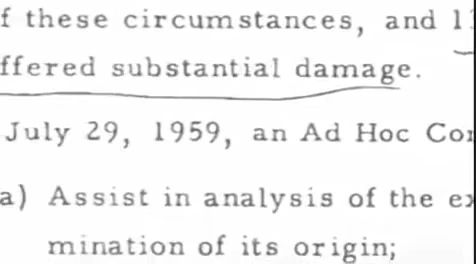 f these circumstances, and
ffered substantial damage.
July 29, 1959, an Ad Hoc
a) Assist in analysis of the
mination of its origin;